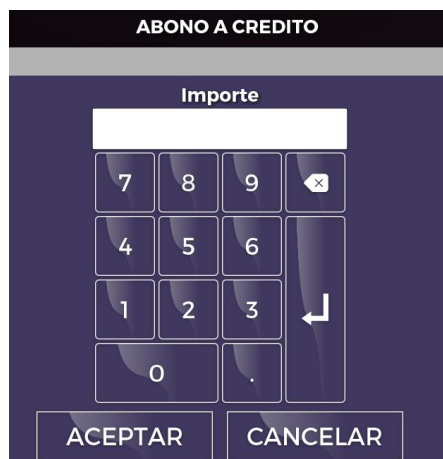 ABONO A CREDITO
Importe
7 8 9
4 5 6
1 2 3
0 .
ACEPTAR CANCELAR